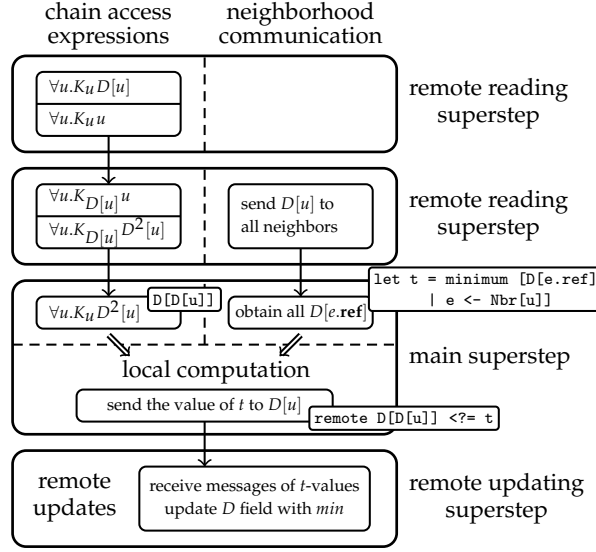 chain access
expressions
neighborhood
communication
∀u.K_u D[u]
∀u.K_u u
remote reading
superstep
∀u.K_{D[u]} u
∀u.K_{D[u]} D²[u]
send D[u] to
all neighbors
remote reading
superstep
let t = minimum [D[e.ref]
| e <- Nbr[u]]
∀u.K_u D²[u]
D[D[u]]
obtain all D[e.ref]
local computation
main superstep
send the value of t to D[u]
remote D[D[u]] <?= t
remote
updates
receive messages of t-values
update D field with min
remote updating
superstep